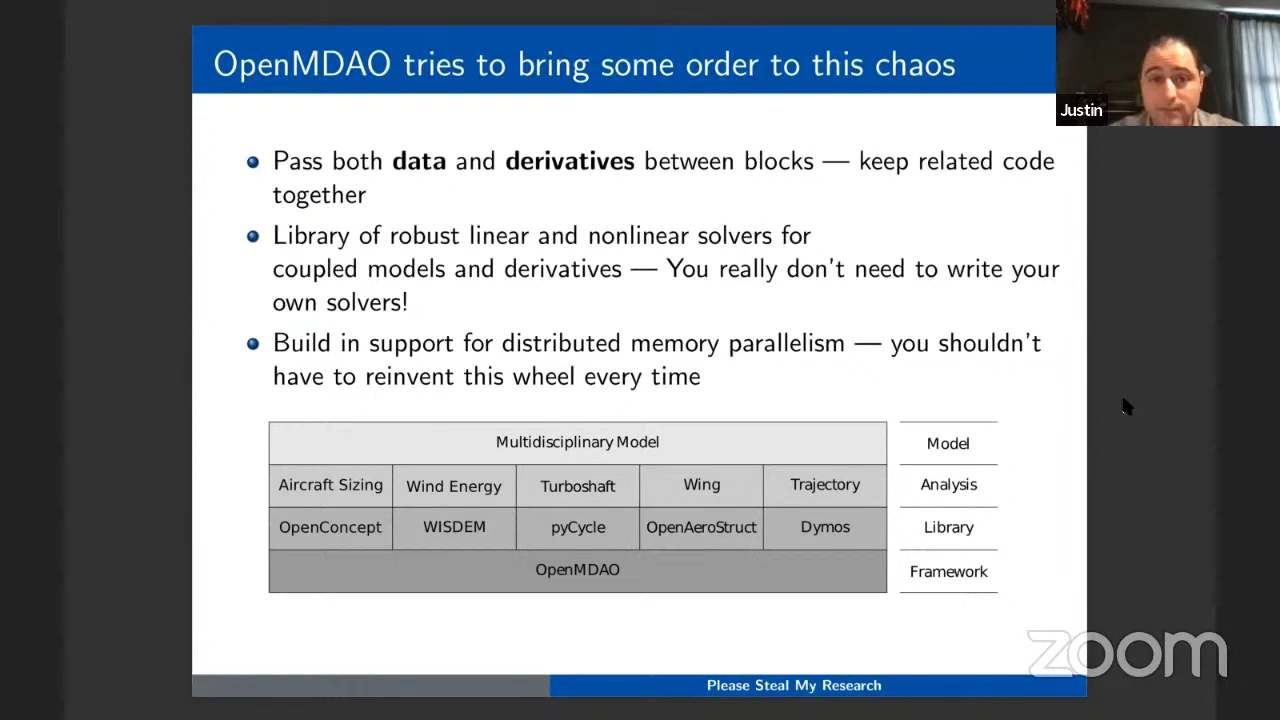 OpenMDAO tries to bring some order to this chaos
Justin
Pass both data and derivatives between blocks — keep related code
together
Library of robust linear and nonlinear solvers for
coupled models and derivatives — You really don't need to write your
own solvers!
Build in support for distributed memory parallelism — you shouldn't
have to reinvent this wheel every time
Multidisciplinary Model
Model
Aircraft Sizing
Wind Energy
Turboshaft
Wing
Trajectory
Analysis
OpenConcept
WISDEM
pyCycle
OpenAeroStruct
Dymos
Library
OpenMDAO
Framework
zoom
Please Steal My Research